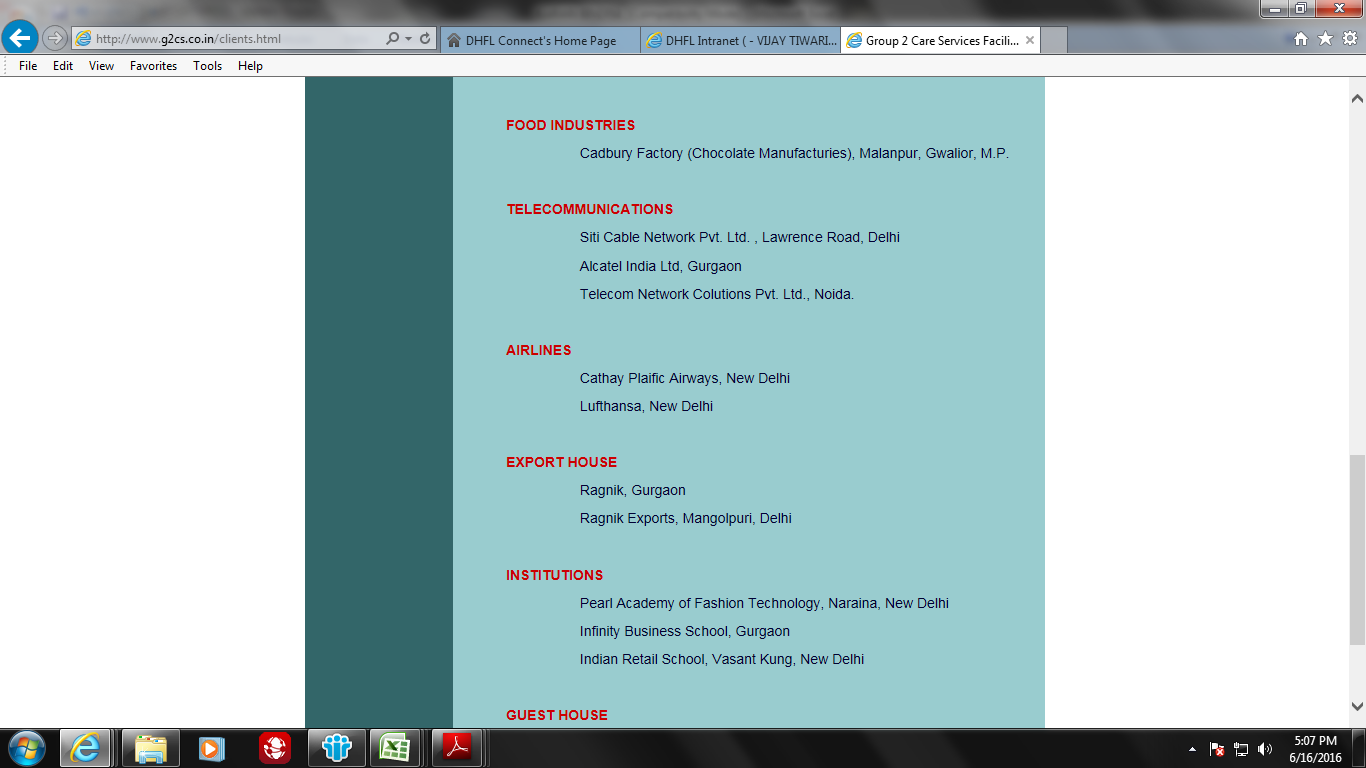 http://www.g2cs.co.in/clients.html
DHFL Connect's Home Page
DHFL Intranet ( - VIJAY TIWARI...
Group 2 Care Services Facili...
File Edit View Favorites Tools Help
FOOD INDUSTRIES
Cadbury Factory (Chocolate Manufacturies), Malanpur, Gwalior, M.P.
TELECOMMUNICATIONS
Siti Cable Network Pvt. Ltd. , Lawrence Road, Delhi
Alcatel India Ltd, Gurgaon
Telecom Network Colutions Pvt. Ltd., Noida.
AIRLINES
Cathay Plaific Airways, New Delhi
Lufthansa, New Delhi
EXPORT HOUSE
Ragnik, Gurgaon
Ragnik Exports, Mangolpuri, Delhi
INSTITUTIONS
Pearl Academy of Fashion Technology, Naraina, New Delhi
Infinity Business School, Gurgaon
Indian Retail School, Vasant Kung, New Delhi
GUEST HOUSE
5:07 PM
6/16/2016